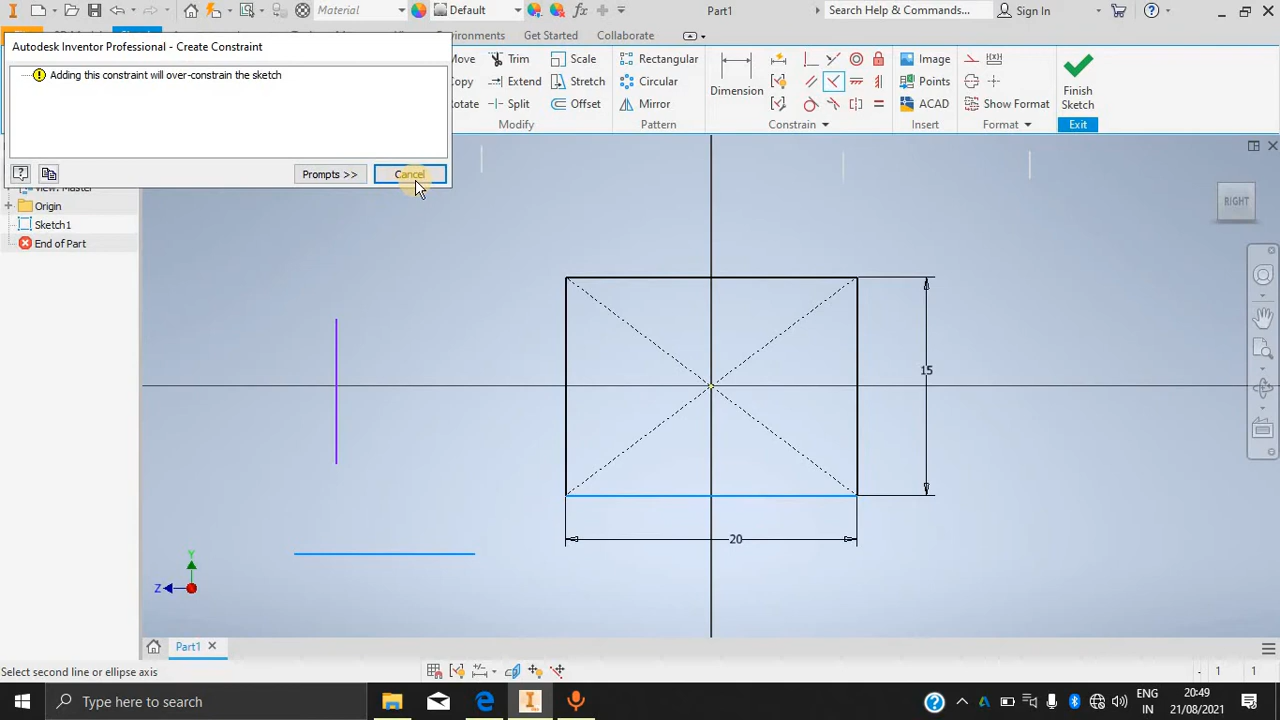 Material
Default
Part1
Search Help & Commands...
Sign In
Environments
Get Started
Collaborate
Autodesk Inventor Professional - Create Constraint
Adding this constraint will over-constrain the sketch
Prompts >>
Cancel
Move
Trim
Scale
Copy
Extend
Stretch
Rotate
Split
Offset
Modify
Rectangular
Circular
Mirror
Pattern
Dimension
Constrain
Image
Points
ACAD
Insert
Show Format
Format
Finish
Sketch
Exit
View: Master
Origin
Sketch1
End of Part
RIGHT
15
20
Y
Z
Part1
Select second line or ellipse axis
1
1
Type here to search
ENG
IN
20:49
21/08/2021